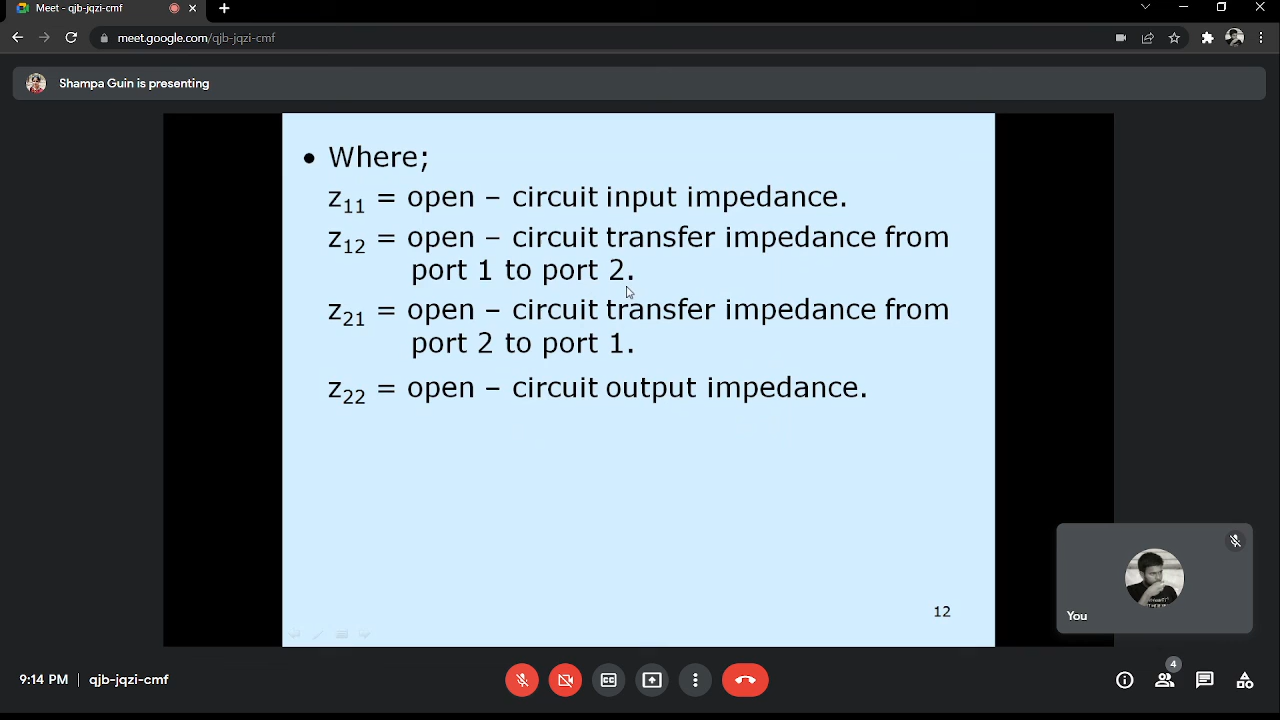 Meet - qjb-jqzi-cmf
meet.google.com/qjb-jqzi-cmf
Shampa Guin is presenting
• Where;
z11 = open – circuit input impedance.
z12 = open – circuit transfer impedance from
port 1 to port 2.
z21 = open – circuit transfer impedance from
port 2 to port 1.
z22 = open – circuit output impedance.
12
You
9:14 PM | qjb-jqzi-cmf
CC
4